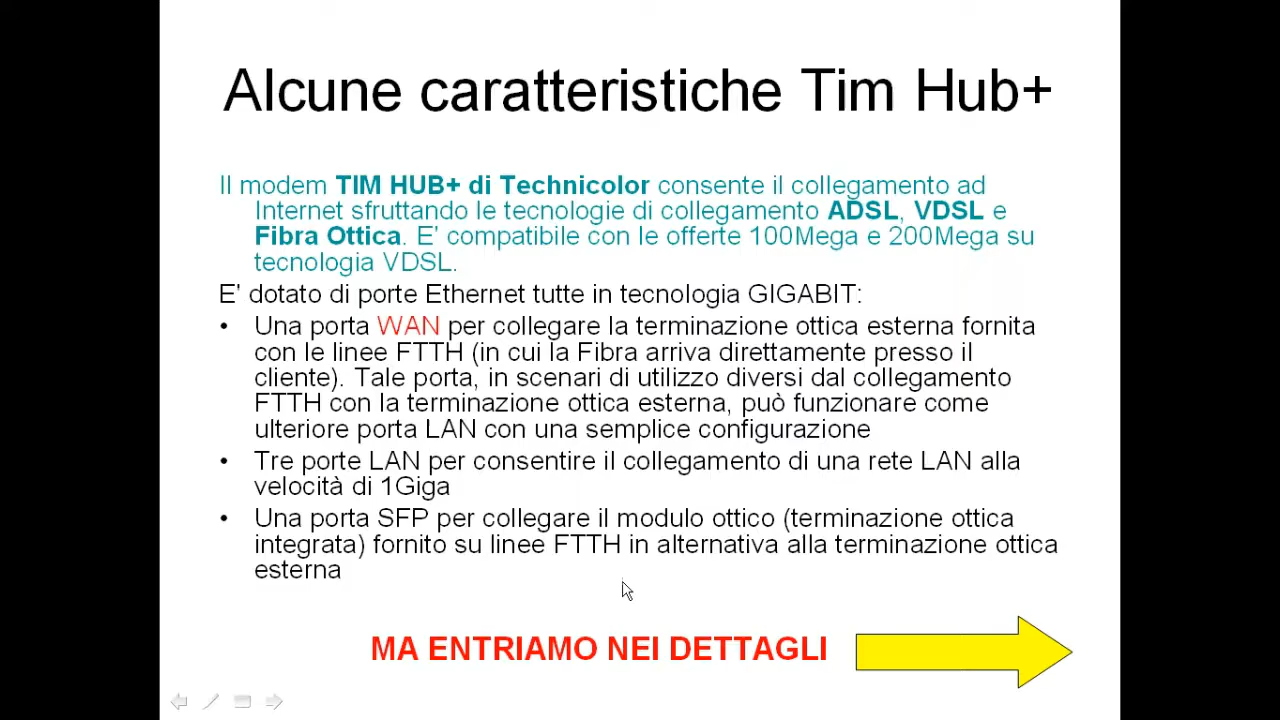 Alcune caratteristiche Tim Hub+
Il modem TIM HUB+ di Technicolor consente il collegamento ad
Internet sfruttando le tecnologie di collegamento ADSL, VDSL e
Fibra Ottica. E' compatibile con le offerte 100Mega e 200Mega su
tecnologia VDSL.
E' dotato di porte Ethernet tutte in tecnologia GIGABIT:
• Una porta WAN per collegare la terminazione ottica esterna fornita
con le linee FTTH (in cui la Fibra arriva direttamente presso il
cliente). Tale porta, in scenari di utilizzo diversi dal collegamento
FTTH con la terminazione ottica esterna, può funzionare come
ulteriore porta LAN con una semplice configurazione
• Tre porte LAN per consentire il collegamento di una rete LAN alla
velocità di 1Giga
• Una porta SFP per collegare il modulo ottico (terminazione ottica
integrata) fornito su linee FTTH in alternativa alla terminazione ottica
esterna
MA ENTRIAMO NEI DETTAGLI